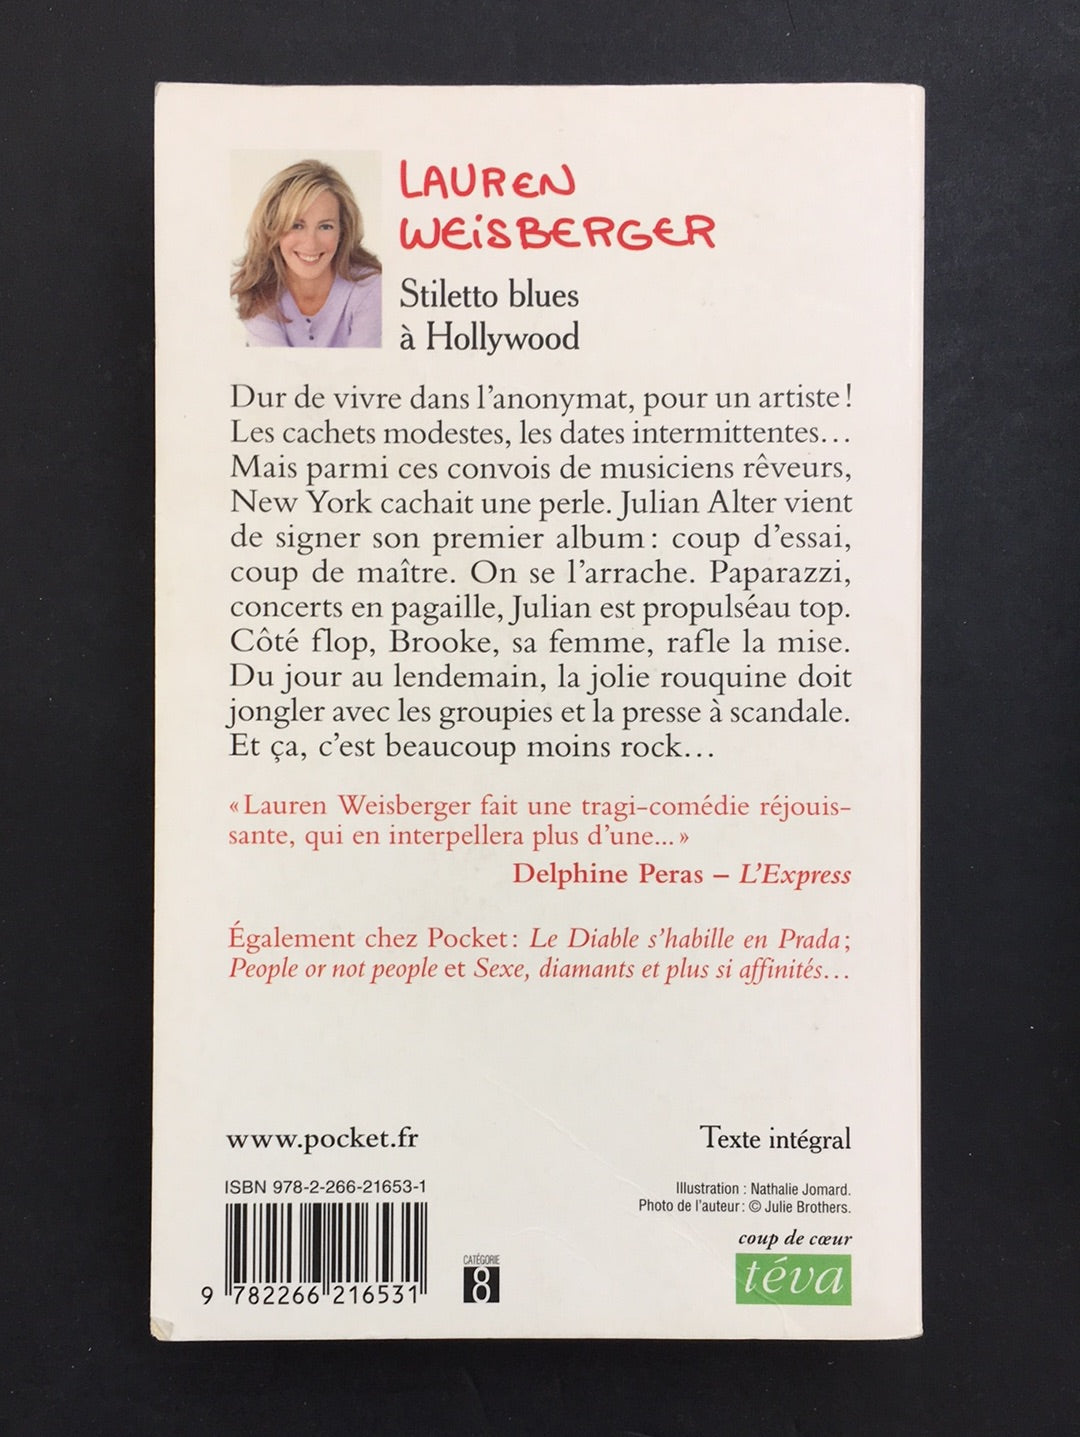 LAUREN
WEISBERGER
Stiletto blues
à Hollywood
Dur de vivre dans l'anonymat, pour un artiste !
Les cachets modestes, les dates intermittentes…
Mais parmi ces convois de musiciens rêveurs,
New York cachait une perle. Julian Alter vient
de signer son premier album : coup d'essai,
coup de maître. On se l'arrache. Paparazzi,
concerts en pagaille, Julian est propulséau top.
Côté flop, Brooke, sa femme, rafle la mise.
Du jour au lendemain, la jolie rouquine doit
jongler avec les groupies et la presse à scandale.
Et ça, c'est beaucoup moins rock…
« Lauren Weisberger fait une tragi-comédie réjouis-
sante, qui en interpellera plus d'une... »
Delphine Peras – L'Express
Également chez Pocket : Le Diable s'habille en Prada ;
People or not people et Sexe, diamants et plus si affinités…
www.pocket.fr
Texte intégral
ISBN 978-2-266-21653-1
Illustration : Nathalie Jomard.
Photo de l'auteur : © Julie Brothers.
coup de cœur
téva
CATÉGORIE
8
9 782266 216531